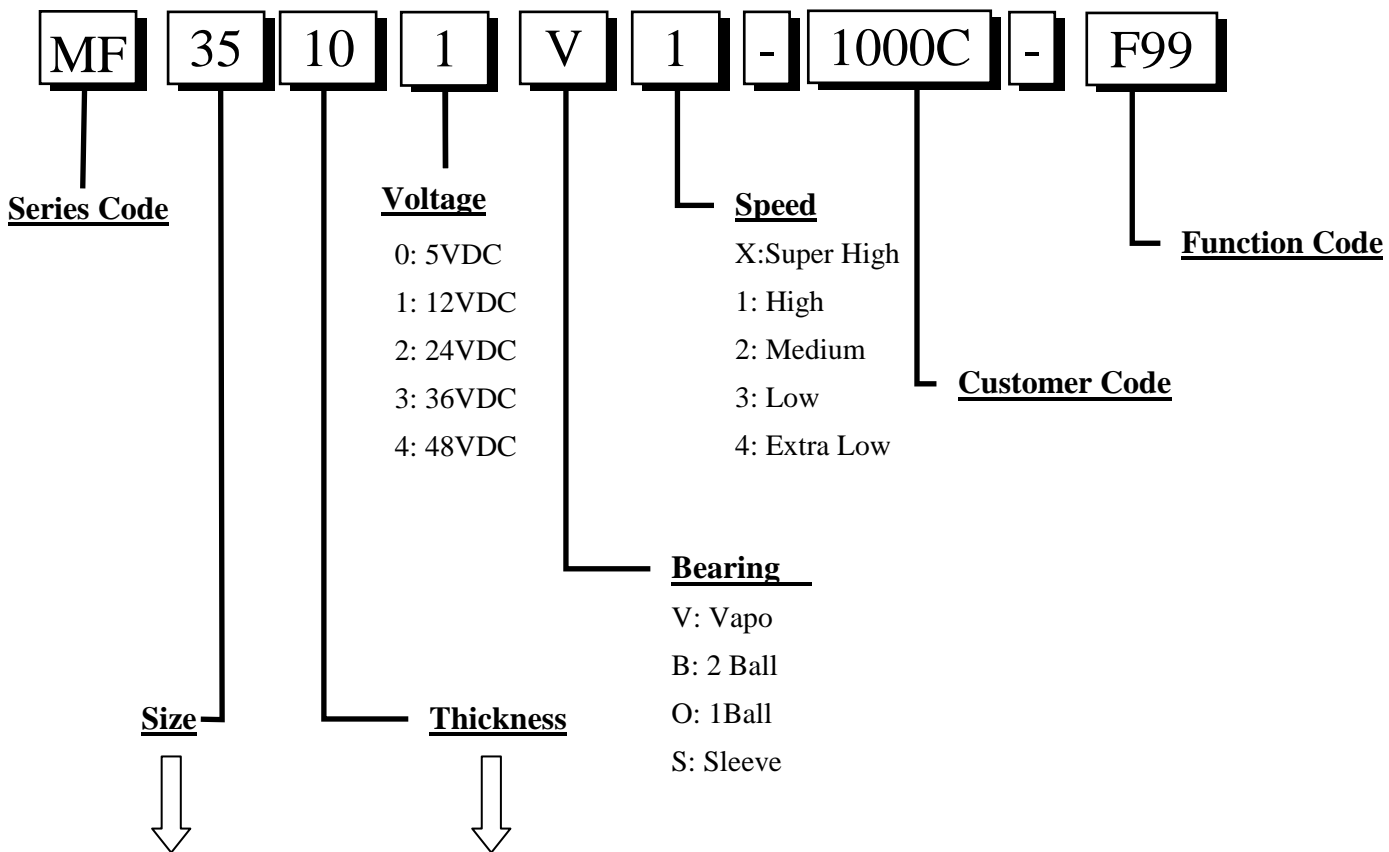 MF 35 10 1 V 1 - 1000C - F99
Series Code
Voltage
0: 5VDC
1: 12VDC
2: 24VDC
3: 36VDC
4: 48VDC
Speed
X:Super High
1: High
2: Medium
3: Low
4: Extra Low
Function Code
Customer Code
Bearing
V: Vapo
B: 2 Ball
O: 1Ball
S: Sleeve
Size
Thickness